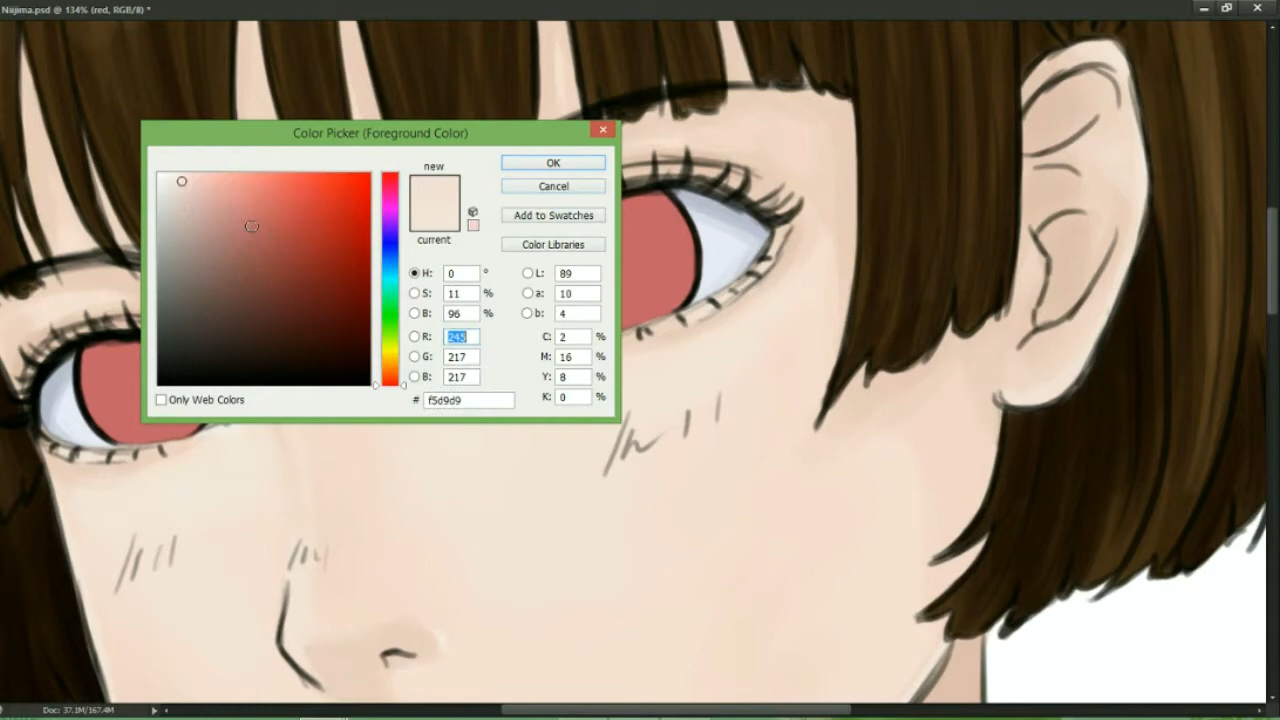 Niijima.psd @ 134% (red, RGB/8) *
Color Picker (Foreground Color)
new
current
OK
Cancel
Add to Swatches
Color Libraries
H: 0 °
S: 11 %
B: 96 %
R: 245
G: 217
B: 217
# f5d9d9
L: 89
a: 10
b: 4
C: 2 %
M: 16 %
Y: 8 %
K: 0 %
Only Web Colors
Doc: 37.1M/167.4M